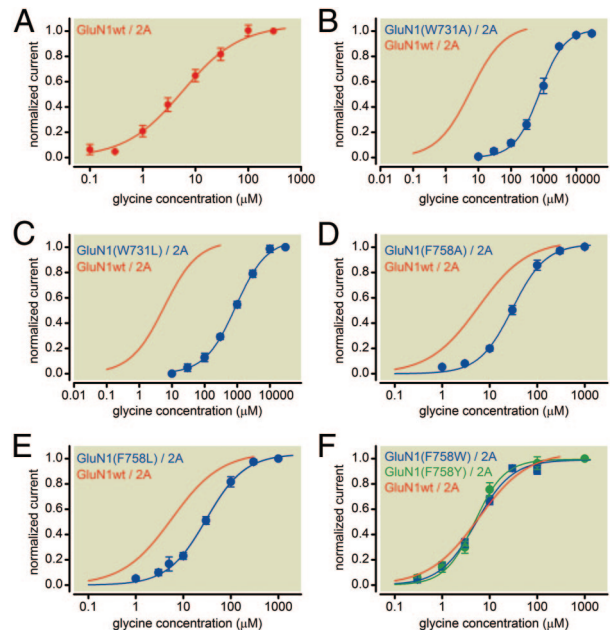 A
GluN1wt / 2A
normalized current
1.0
0.8
0.6
0.4
0.2
0.0
0.1 1 10 100 1000
glycine concentration (µM)
B
GluN1(W731A) / 2A
GluN1wt / 2A
normalized current
1.0
0.8
0.6
0.4
0.2
0.0
0.01 0.1 1 10 100 1000 10000
glycine concentration (µM)
C
GluN1(W731L) / 2A
GluN1wt / 2A
normalized current
1.0
0.8
0.6
0.4
0.2
0.0
0.01 0.1 1 10 100 1000 10000
glycine concentration (µM)
D
GluN1(F758A) / 2A
GluN1wt / 2A
normalized current
1.0
0.8
0.6
0.4
0.2
0.0
0.1 1 10 100 1000
glycine concentration (µM)
E
GluN1(F758L) / 2A
GluN1wt / 2A
normalized current
1.0
0.8
0.6
0.4
0.2
0.0
0.1 1 10 100 1000
glycine concentration (µM)
F
GluN1(F758W) / 2A
GluN1(F758Y) / 2A
GluN1wt / 2A
normalized current
1.0
0.8
0.6
0.4
0.2
0.0
0.1 1 10 100 1000
glycine concentration (µM)